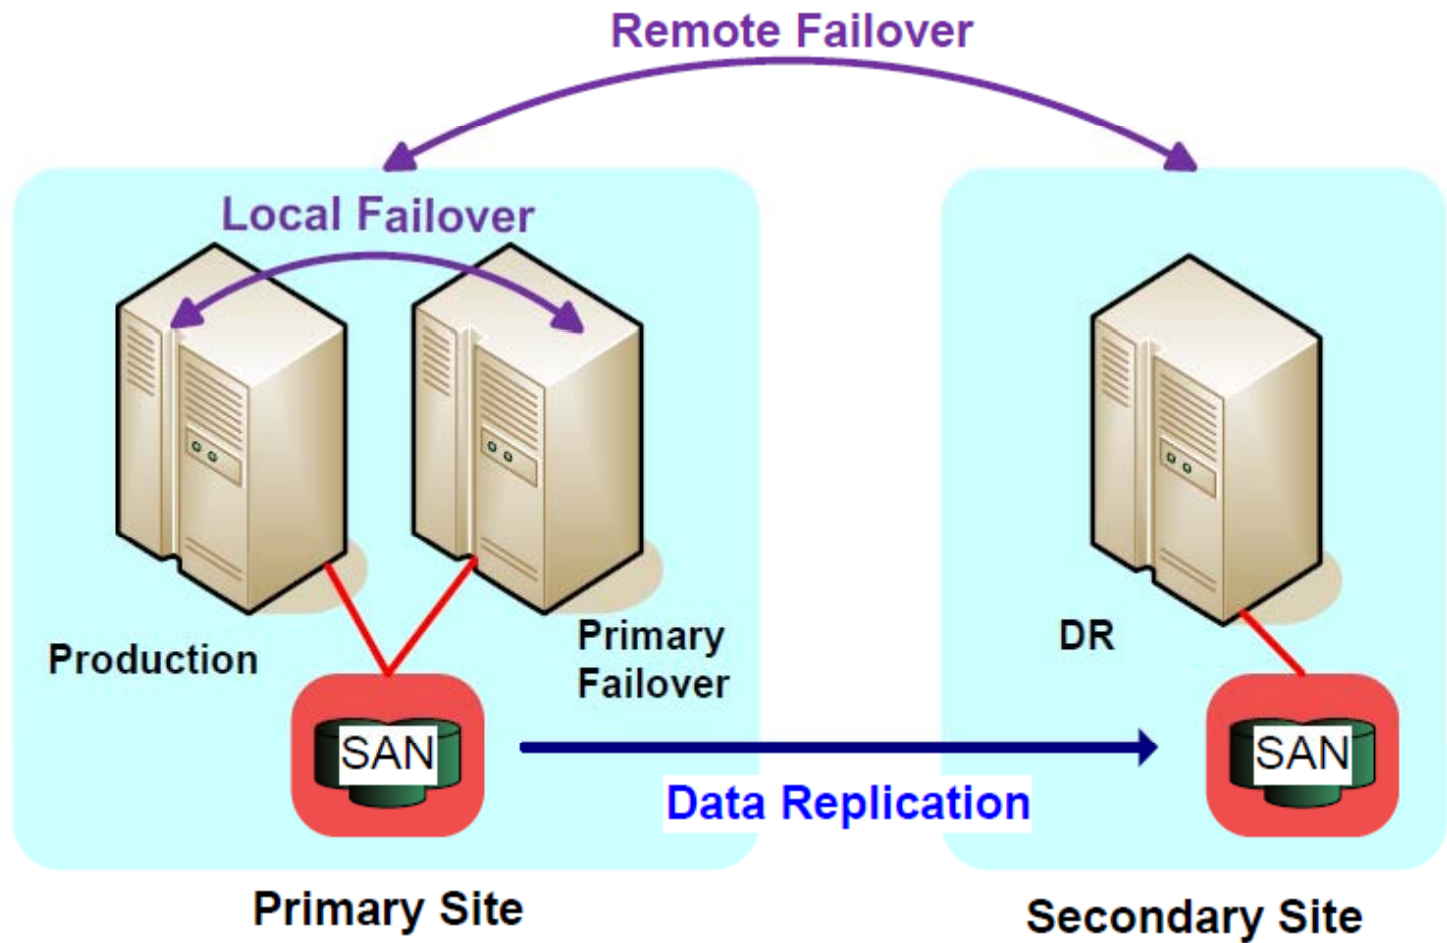 Remote Failover
Local Failover
Production
Primary
Failover
DR
SAN
SAN
Data Replication
Primary Site
Secondary Site